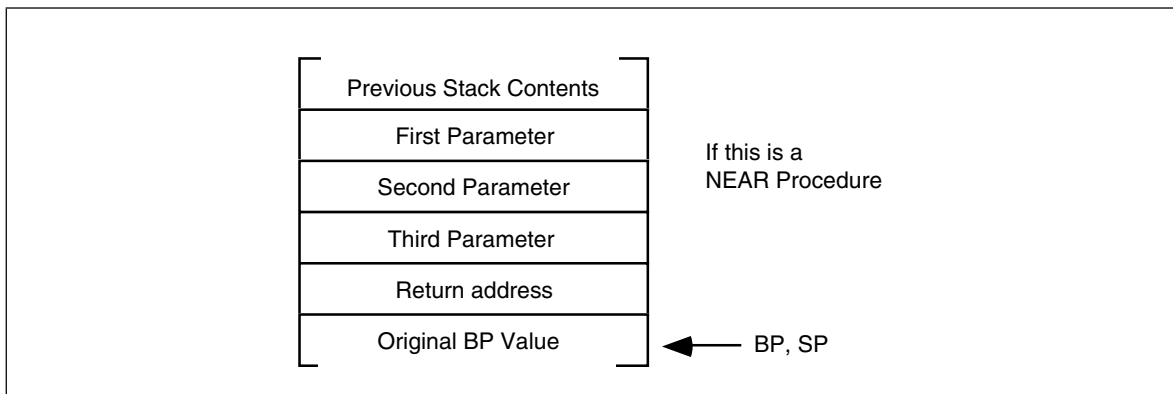 Previous Stack Contents
First Parameter
Second Parameter
Third Parameter
Return address
Original BP Value
If this is a
NEAR Procedure
BP, SP